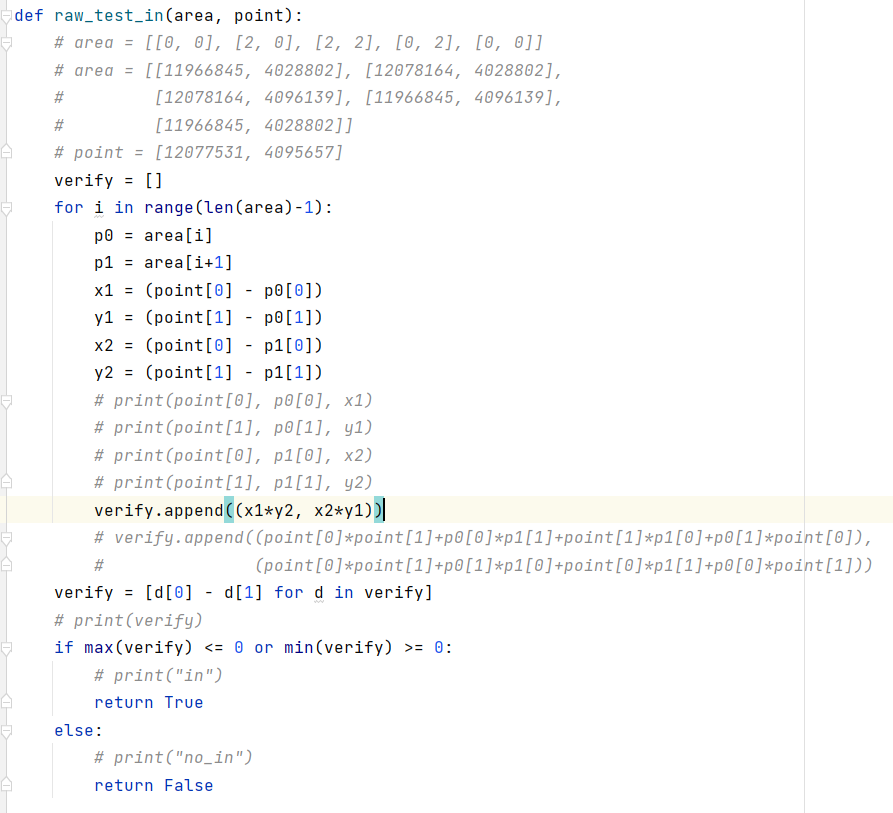 def raw_test_in(area, point):
    # area = [[0, 0], [2, 0], [2, 2], [0, 2], [0, 0]]
    # area = [[11966845, 4028802], [12078164, 4028802],
    #         [12078164, 4096139], [11966845, 4096139],
    #         [11966845, 4028802]]
    # point = [12077531, 4095657]
    verify = []
    for i in range(len(area)-1):
        p0 = area[i]
        p1 = area[i+1]
        x1 = (point[0] - p0[0])
        y1 = (point[1] - p0[1])
        x2 = (point[0] - p1[0])
        y2 = (point[1] - p1[1])
        # print(point[0], p0[0], x1)
        # print(point[1], p0[1], y1)
        # print(point[0], p1[0], x2)
        # print(point[1], p1[1], y2)
        verify.append((x1*y2, x2*y1))
        # verify.append((point[0]*point[1]+p0[0]*p1[1]+point[1]*p1[0]+p0[1]*point[0]),
        #               (point[0]*point[1]+p0[1]*p1[0]+point[0]*p1[1]+p0[0]*point[1]))
    verify = [d[0] - d[1] for d in verify]
    # print(verify)
    if max(verify) <= 0 or min(verify) >= 0:
        # print("in")
        return True
    else:
        # print("no_in")
        return False